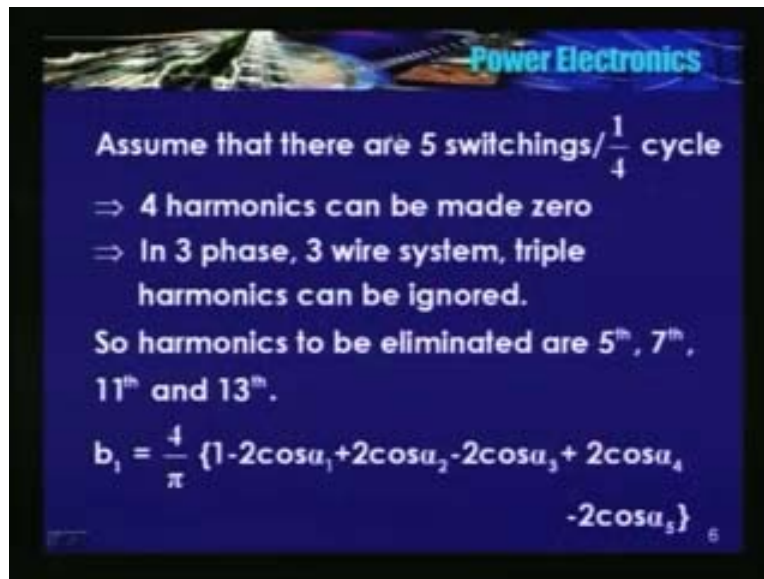 Power Electronics
Assume that there are 5 switchings/1/4 cycle
⇒ 4 harmonics can be made zero
⇒ In 3 phase, 3 wire system, triple
harmonics can be ignored.
So harmonics to be eliminated are 5th, 7th,
11th and 13th.
b₁ = 4/π {1-2cosα₁+2cosα₂-2cosα₃+ 2cosα₄
-2cosα₅}
6